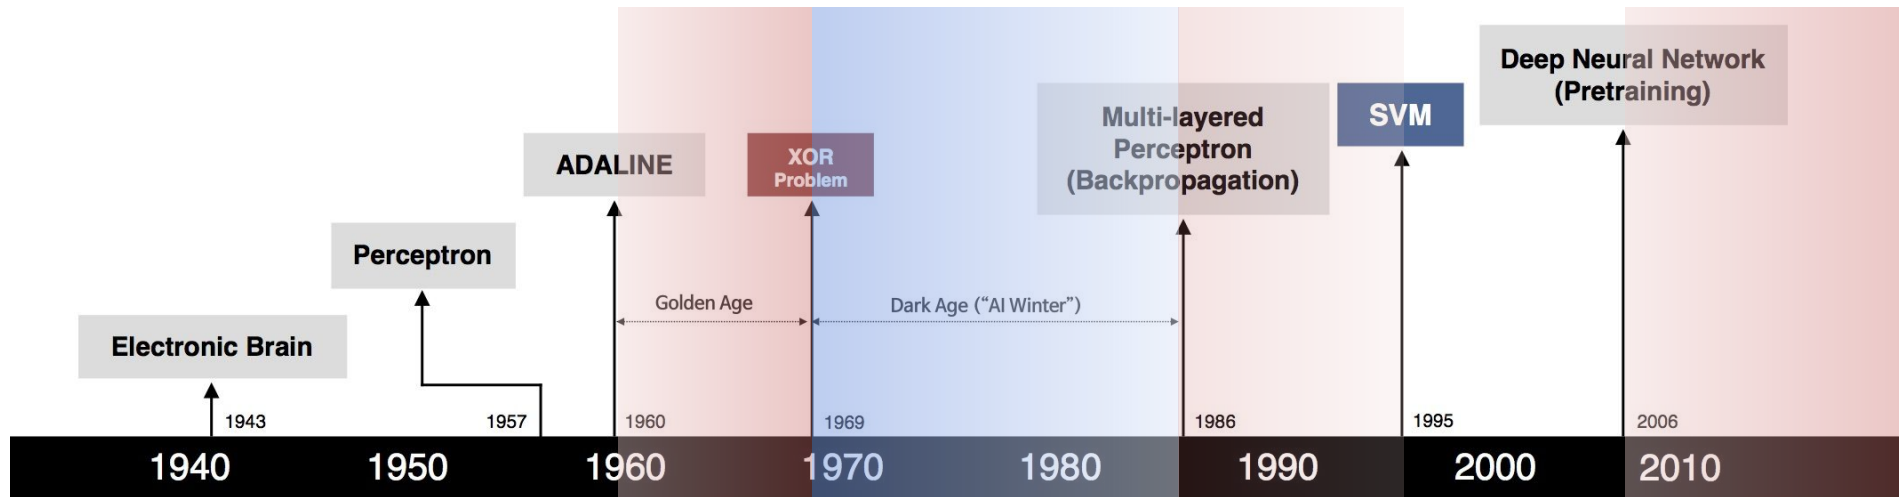 Electronic Brain
1943
Perceptron
1957
ADALINE
1960
XOR
Problem
1969
Golden Age
Dark Age (“AI Winter”)
Multi-layered
Perceptron
(Backpropagation)
1986
SVM
1995
Deep Neural Network
(Pretraining)
2006
1940
1950
1960
1970
1980
1990
2000
2010